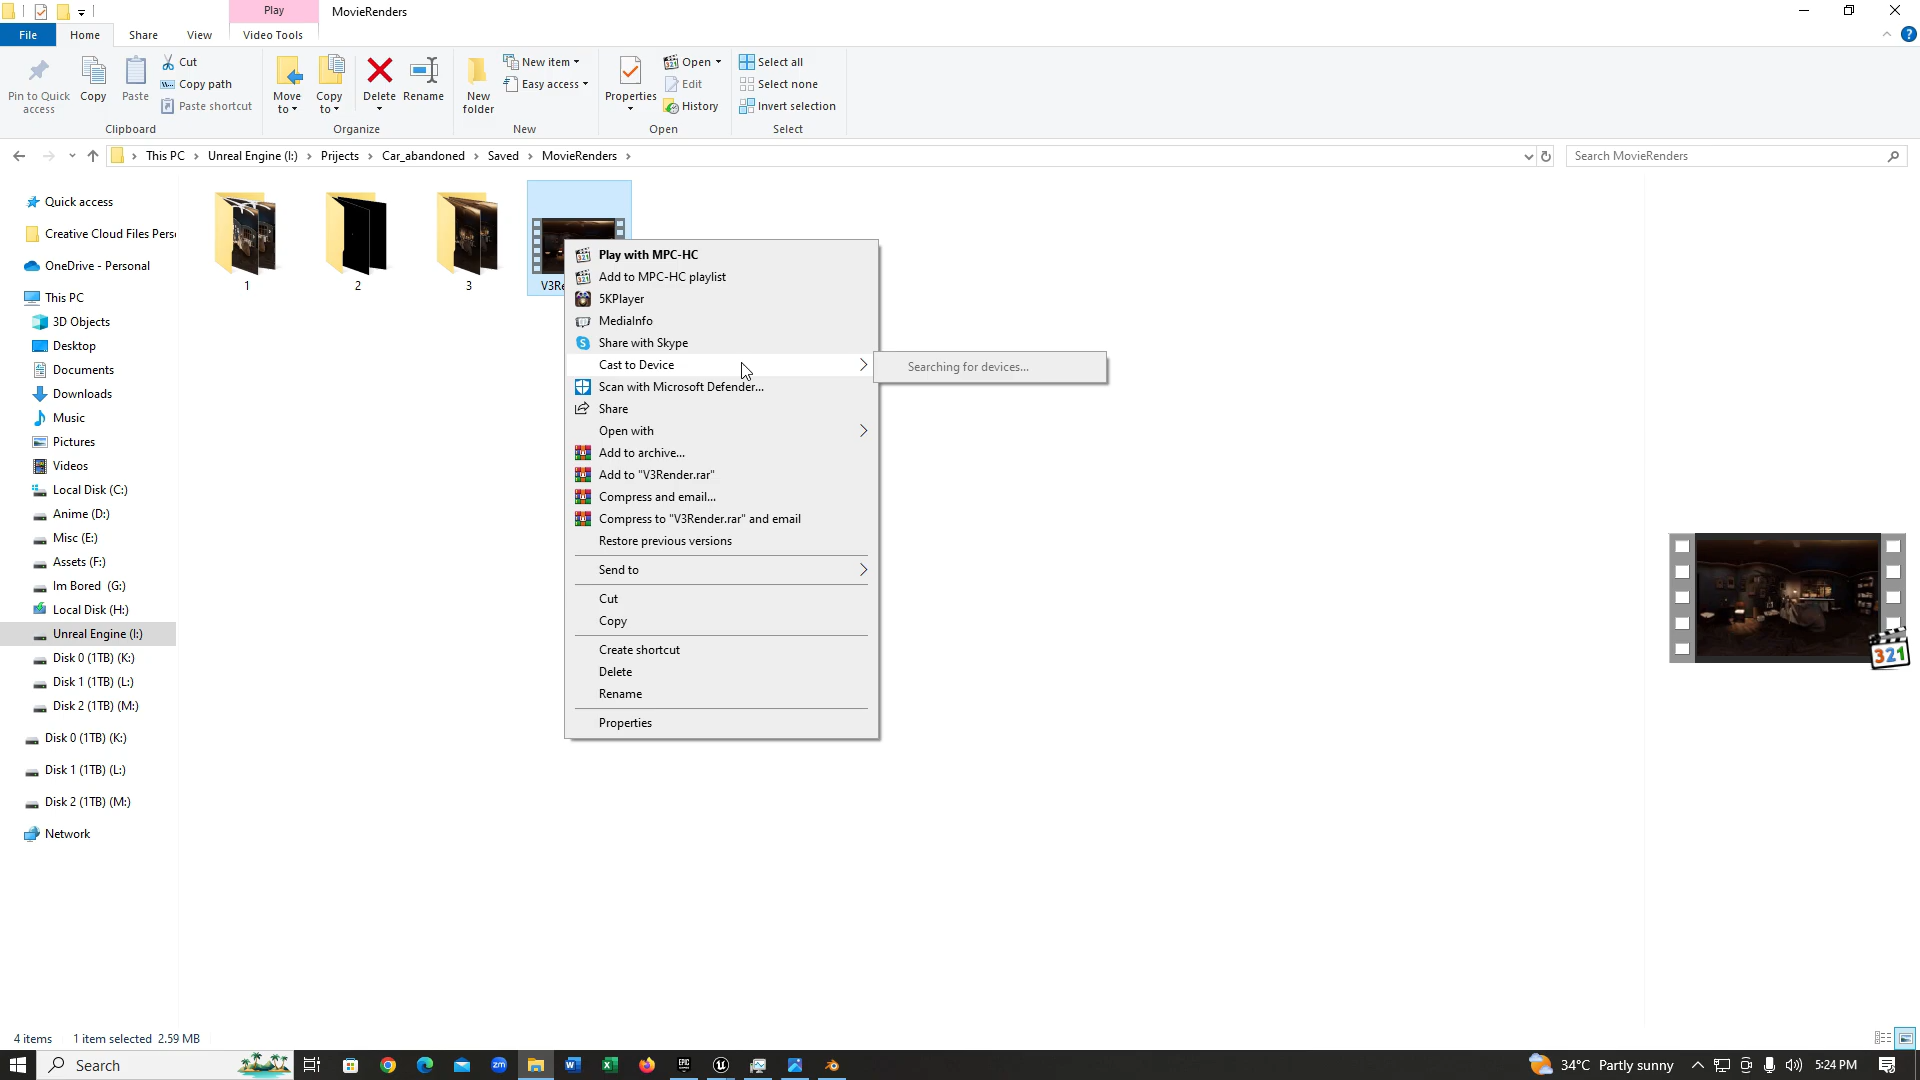 Play
MovieRenders
File
Home
Share
View
Video Tools
Pin to Quick access
Copy
Paste
Cut
Copy path
Paste shortcut
Clipboard
Move to
Copy to
Delete
Rename
Organize
New folder
New item
Easy access
New
Properties
Open
Edit
History
Open
Select all
Select none
Invert selection
Select
This PC > Unreal Engine (I:) > Prijects > Car_abandoned > Saved > MovieRenders >
Search MovieRenders
Quick access
Creative Cloud Files Pers
OneDrive - Personal
This PC
3D Objects
Desktop
Documents
Downloads
Music
Pictures
Videos
Local Disk (C:)
Anime (D:)
Misc (E:)
Assets (F:)
Im Bored (G:)
Local Disk (H:)
Unreal Engine (I:)
Disk 0 (1TB) (K:)
Disk 1 (1TB) (L:)
Disk 2 (1TB) (M:)
Disk 0 (1TB) (K:)
Disk 1 (1TB) (L:)
Disk 2 (1TB) (M:)
Network
1
2
3
V3Re
Play with MPC-HC
Add to MPC-HC playlist
5KPlayer
MediaInfo
Share with Skype
Cast to Device
Searching for devices...
Scan with Microsoft Defender...
Share
Open with
Add to archive...
Add to "V3Render.rar"
Compress and email...
Compress to "V3Render.rar" and email
Restore previous versions
Send to
Cut
Copy
Create shortcut
Delete
Rename
Properties
321
4 items
1 item selected 2.59 MB
Search
34°C Partly sunny
5:24 PM